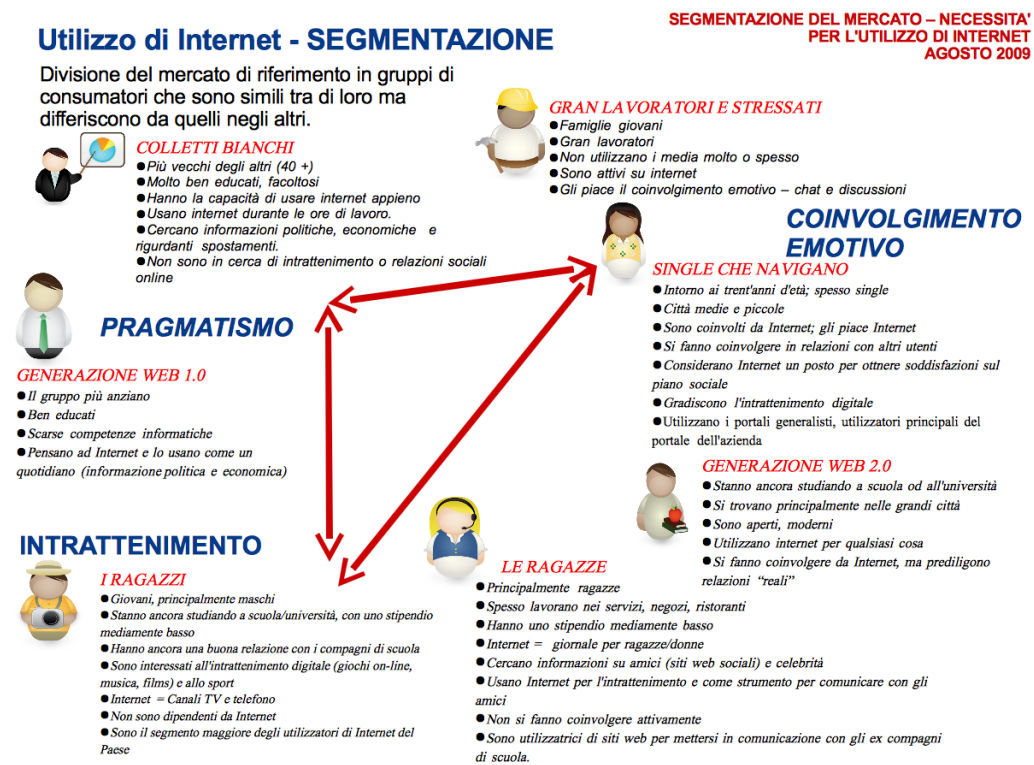 SEGMENTAZIONE DEL MERCATO – NECESSITA'
PER L'UTILIZZO DI INTERNET
AGOSTO 2009
Utilizzo di Internet - SEGMENTAZIONE
Divisione del mercato di riferimento in gruppi di
consumatori che sono simili tra di loro ma
differiscono da quelli negli altri.
COLLETTI BIANCHI
●Più vecchi degli altri (40 +)
●Molto ben educati, facoltosi
●Hanno la capacità di usare internet appieno
●Usano internet durante le ore di lavoro.
●Cercano informazioni politiche, economiche e
rigurdanti spostamenti.
●Non sono in cerca di intrattenimento o relazioni sociali
online
GRAN LAVORATORI E STRESSATI
●Famiglie giovani
●Gran lavoratori
●Non utilizzano i media molto o spesso
●Sono attivi su internet
●Gli piace il coinvolgimento emotivo – chat e discussioni
COINVOLGIMENTO
EMOTIVO
SINGLE CHE NAVIGANO
●Intorno ai trent'anni d'età; spesso single
●Città medie e piccole
●Sono coinvolti da Internet; gli piace Internet
●Si fanno coinvolgere in relazioni con altri utenti
●Considerano Internet un posto per ottnere soddisfazioni sul
piano sociale
●Gradiscono l'intrattenimento digitale
●Utilizzano i portali generalisti, utilizzatori principali del
portale dell'azienda
PRAGMATISMO
GENERAZIONE WEB 1.0
●Il gruppo più anziano
●Ben educati
●Scarse competenze informatiche
●Pensano ad Internet e lo usano come un
quotidiano (informazione politica e economica)
GENERAZIONE WEB 2.0
●Stanno ancora studiando a scuola od all'università
●Si trovano principalmente nelle grandi città
●Sono aperti, moderni
●Utilizzano internet per qualsiasi cosa
●Si fanno coinvolgere da Internet, ma prediligono
relazioni “reali”
INTRATTENIMENTO
I RAGAZZI
●Giovani, principalmente maschi
●Stanno ancora studiando a scuola/università, con uno stipendio
mediamente basso
●Hanno ancora una buona relazione con i compagni di scuola
●Sono interessati all'intrattenimento digitale (giochi on-line,
musica, films) e allo sport
●Internet = Canali TV e telefono
●Non sono dipendenti da Internet
●Sono il segmento maggiore degli utilizzatori di Internet del
Paese
LE RAGAZZE
●Principalmente ragazze
●Spesso lavorano nei servizi, negozi, ristoranti
●Hanno uno stipendio mediamente basso
●Internet = giornale per ragazze/donne
●Cercano informazioni su amici (siti web sociali) e celebrità
●Usano Internet per l'intrattenimento e come strumento per comunicare con gli
amici
●Non si fanno coinvolgere attivamente
●Sono utilizzatrici di siti web per mettersi in comunicazione con gli ex compagni
di scuola.